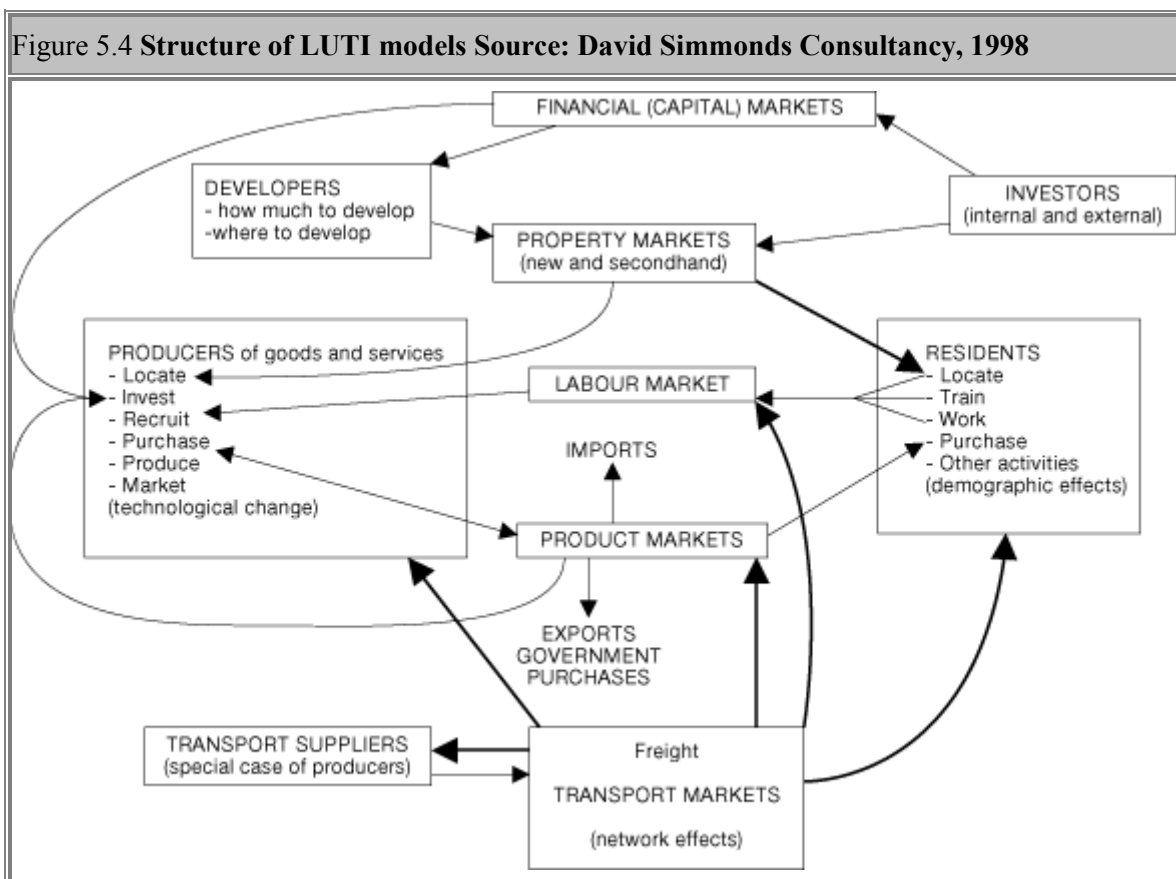 Figure 5.4 Structure of LUTI models Source: David Simmonds Consultancy, 1998
FINANCIAL (CAPITAL) MARKETS
DEVELOPERS
- how much to develop
-where to develop
INVESTORS
(internal and external)
PROPERTY MARKETS
(new and secondhand)
PRODUCERS of goods and services
- Locate
- Invest
- Recruit
- Purchase
- Produce
- Market
(technological change)
LABOUR MARKET
RESIDENTS
- Locate
- Train
- Work
- Purchase
- Other activities
(demographic effects)
IMPORTS
PRODUCT MARKETS
EXPORTS
GOVERNMENT
PURCHASES
TRANSPORT SUPPLIERS
(special case of producers)
Freight
TRANSPORT MARKETS
(network effects)